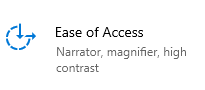 Ease of Access
Narrator, magnifier, high
contrast